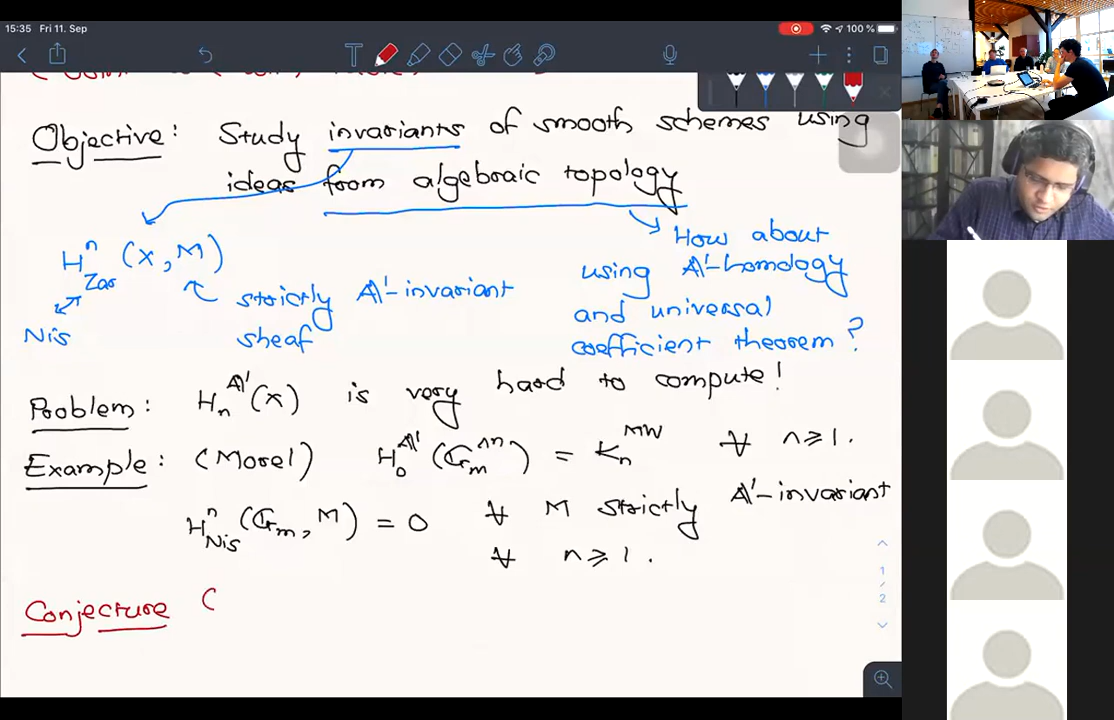 15:35 Fri 11. Sep
100 %
Objective: Study invariants of smooth schemes using
ideas from algebraic topology
H^n_Zar (X, M)
Nis
strictly A¹-invariant
sheaf
How about
using A¹-homology
and universal
coefficient theorem?
Problem: H_n^{A¹}(X) is very hard to compute!
Example: (Morel) H_0^{A¹}(G_m^{∧n}) = K_n^{MW} ∀ n ≥ 1.
H^n_Nis (G_m, M) = 0 ∀ M strictly A¹-invariant
∀ n ≥ 1.
Conjecture (
1 / 2